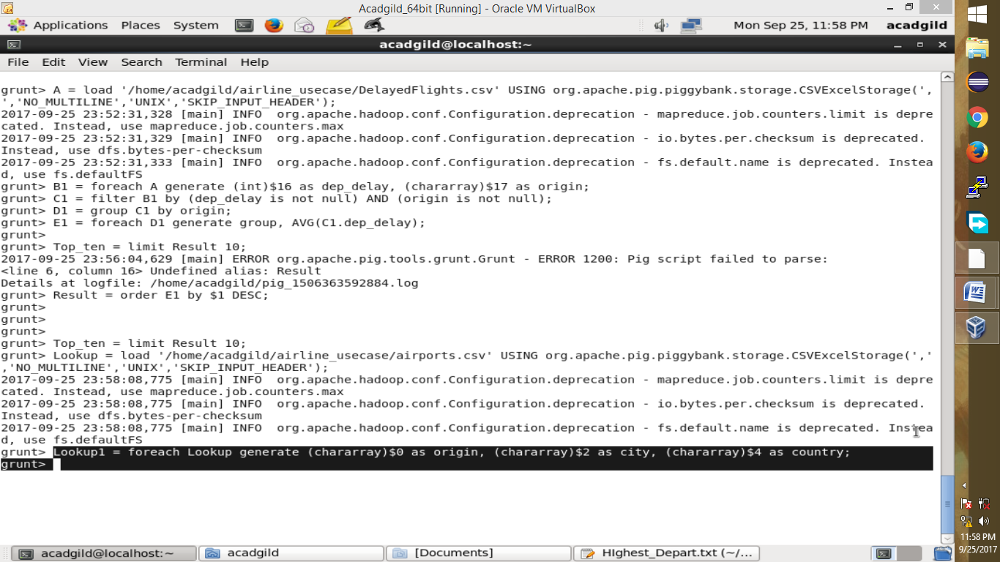 Acadgild_64bit [Running] - Oracle VM VirtualBox
Applications Places System Mon Sep 25, 11:58 PM acadgild
acadgild@localhost:~
File Edit View Search Terminal Help
grunt> A = load '/home/acadgild/airline_usecase/DelayedFlights.csv' USING org.apache.pig.piggybank.storage.CSVExcelStorage(',
','NO_MULTILINE','UNIX','SKIP_INPUT_HEADER');
2017-09-25 23:52:31,328 [main] INFO  org.apache.hadoop.conf.Configuration.deprecation - mapreduce.job.counters.limit is depre
cated. Instead, use mapreduce.job.counters.max
2017-09-25 23:52:31,329 [main] INFO  org.apache.hadoop.conf.Configuration.deprecation - io.bytes.per.checksum is deprecated.
Instead, use dfs.bytes-per-checksum
2017-09-25 23:52:31,333 [main] INFO  org.apache.hadoop.conf.Configuration.deprecation - fs.default.name is deprecated. Instea
d, use fs.defaultFS
grunt> B1 = foreach A generate (int)$16 as dep_delay, (chararray)$17 as origin;
grunt> C1 = filter B1 by (dep_delay is not null) AND (origin is not null);
grunt> D1 = group C1 by origin;
grunt> E1 = foreach D1 generate group, AVG(C1.dep_delay);
grunt>
grunt> Top_ten = limit Result 10;
2017-09-25 23:56:04,629 [main] ERROR org.apache.pig.tools.grunt.Grunt - ERROR 1200: Pig script failed to parse:
<line 6, column 16> Undefined alias: Result
Details at logfile: /home/acadgild/pig_1506363592884.log
grunt> Result = order E1 by $1 DESC;
grunt>
grunt>
grunt>
grunt> Top_ten = limit Result 10;
grunt> Lookup = load '/home/acadgild/airline_usecase/airports.csv' USING org.apache.pig.piggybank.storage.CSVExcelStorage(','
,'NO_MULTILINE','UNIX','SKIP_INPUT_HEADER');
2017-09-25 23:58:08,775 [main] INFO  org.apache.hadoop.conf.Configuration.deprecation - mapreduce.job.counters.limit is depre
cated. Instead, use mapreduce.job.counters.max
2017-09-25 23:58:08,775 [main] INFO  org.apache.hadoop.conf.Configuration.deprecation - io.bytes.per.checksum is deprecated.
Instead, use dfs.bytes-per-checksum
2017-09-25 23:58:08,775 [main] INFO  org.apache.hadoop.conf.Configuration.deprecation - fs.default.name is deprecated. Instea
d, use fs.defaultFS
grunt> Lookup1 = foreach Lookup generate (chararray)$0 as origin, (chararray)$2 as city, (chararray)$4 as country;
grunt>
acadgild@localhost:~ acadgild [Documents] HIghest_Depart.txt (~/...
11:58 PM
9/25/2017